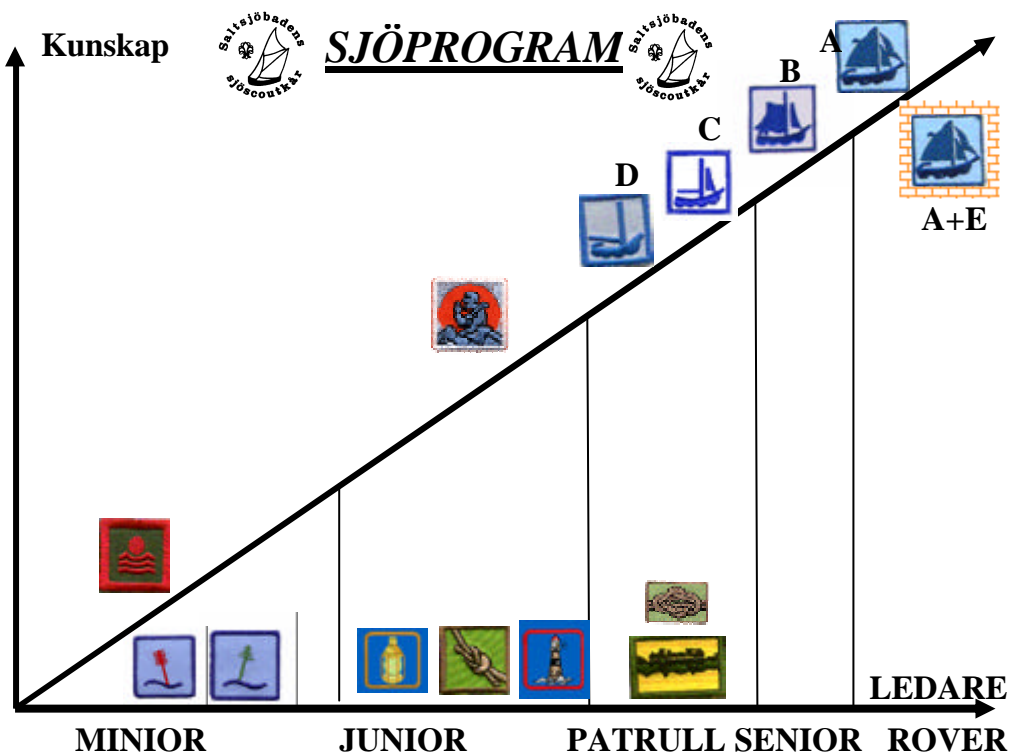 Kunskap
Saltsjöbadens
sjöscoutkår
SJÖPROGRAM
Saltsjöbadens
sjöscoutkår
A
B
C
D
A+E
LEDARE
MINIOR JUNIOR PATRULL SENIOR ROVER